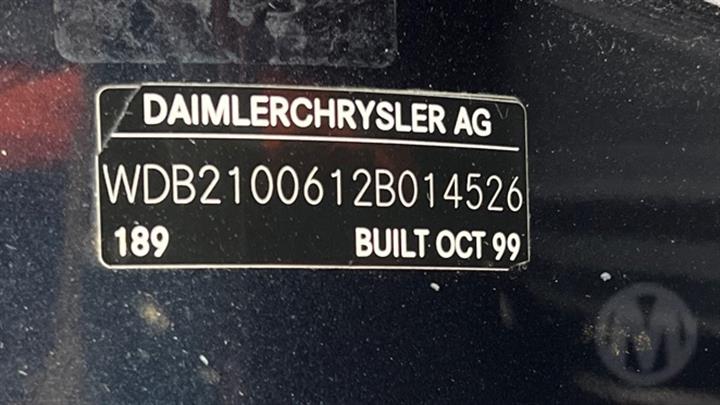 DAIMLERCHRYSLER AG
WDB2100612B014526
189 BUILT OCT 99
M